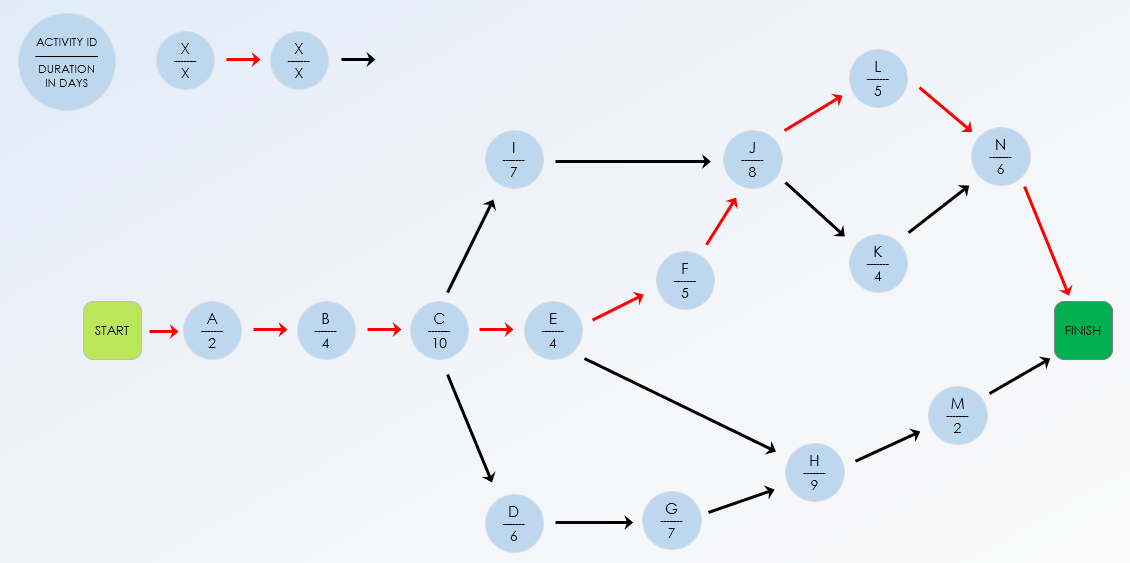 ACTIVITY ID
DURATION
IN DAYS
X
-------
X
X
-------
X
L
-------
5
I
-------
7
J
-------
8
N
-------
6
K
-------
4
F
-------
5
START
A
-------
2
B
-------
4
C
-------
10
E
-------
4
FINISH
M
-------
2
H
-------
9
D
-------
6
G
-------
7